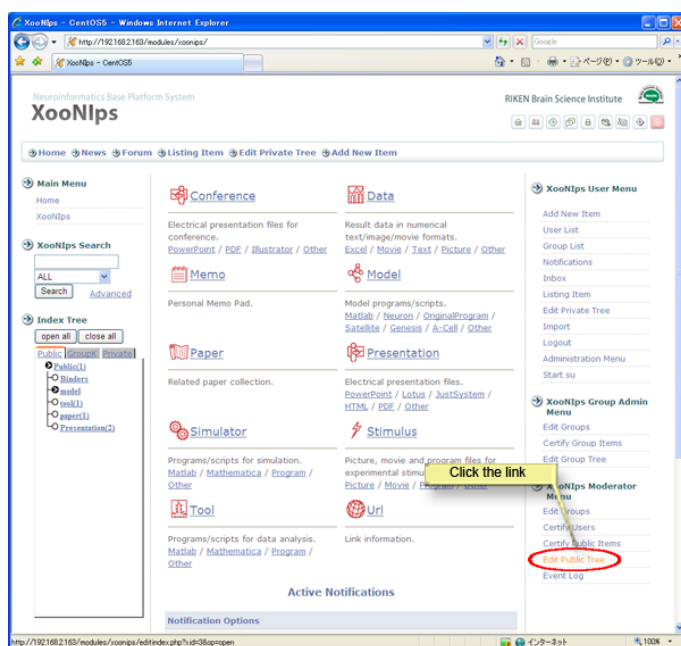 XooNIps - CentOS5 - Windows Internet Explorer
http://192.168.2.163/modules/xoonips/
Google
XooNIps - CentOS5
ページ(P)
ツール(O)
Neuroinformatics Base Platform System
XooNIps
RIKEN Brain Science Institute
Home News Forum Listing Item Edit Private Tree Add New Item
Main Menu
Home
XooNIps
XooNIps Search
ALL
Search Advanced
Index Tree
open all close all
Public GroupX Private
Public(1)
Binders
model
tool(1)
paper(1)
Presentation(2)
Conference
Electrical presentation files for
conference.
PowerPoint / PDF / Illustrator / Other
Data
Result data in numerical
text/image/movie formats.
Excel / Movie / Text / Picture / Other
Memo
Personal Memo Pad.
Model
Model programs/scripts.
Matlab / Neuron / OriginalProgram /
Satellite / Genesis / A-Cell / Other
Paper
Related paper collection.
Presentation
Electrical presentation files.
PowerPoint / Lotus / JustSystem /
HTML / PDF / Other
Simulator
Programs/scripts for simulation.
Matlab / Mathematica / Program /
Other
Stimulus
Picture, movie and program files for
experimental stimu
Picture / Movie / Program / Other
Tool
Programs/scripts for data analysis.
Matlab / Mathematica / Program /
Other
Url
Link information.
Active Notifications
Notification Options
XooNIps User Menu
Add New Item
User List
Group List
Notifications
Inbox
Listing Item
Edit Private Tree
Import
Logout
Administration Menu
Start su
XooNIps Group Admin
Menu
Edit Groups
Certify Group Items
Edit Group Tree
Click the link
XooNIps Moderator
Menu
Edit Groups
Certify Users
Certify Public Items
Edit Public Tree
Event Log
http://192.168.2.163/modules/xoonips/editindex.php?xid=3&op=open
インターネット
100%